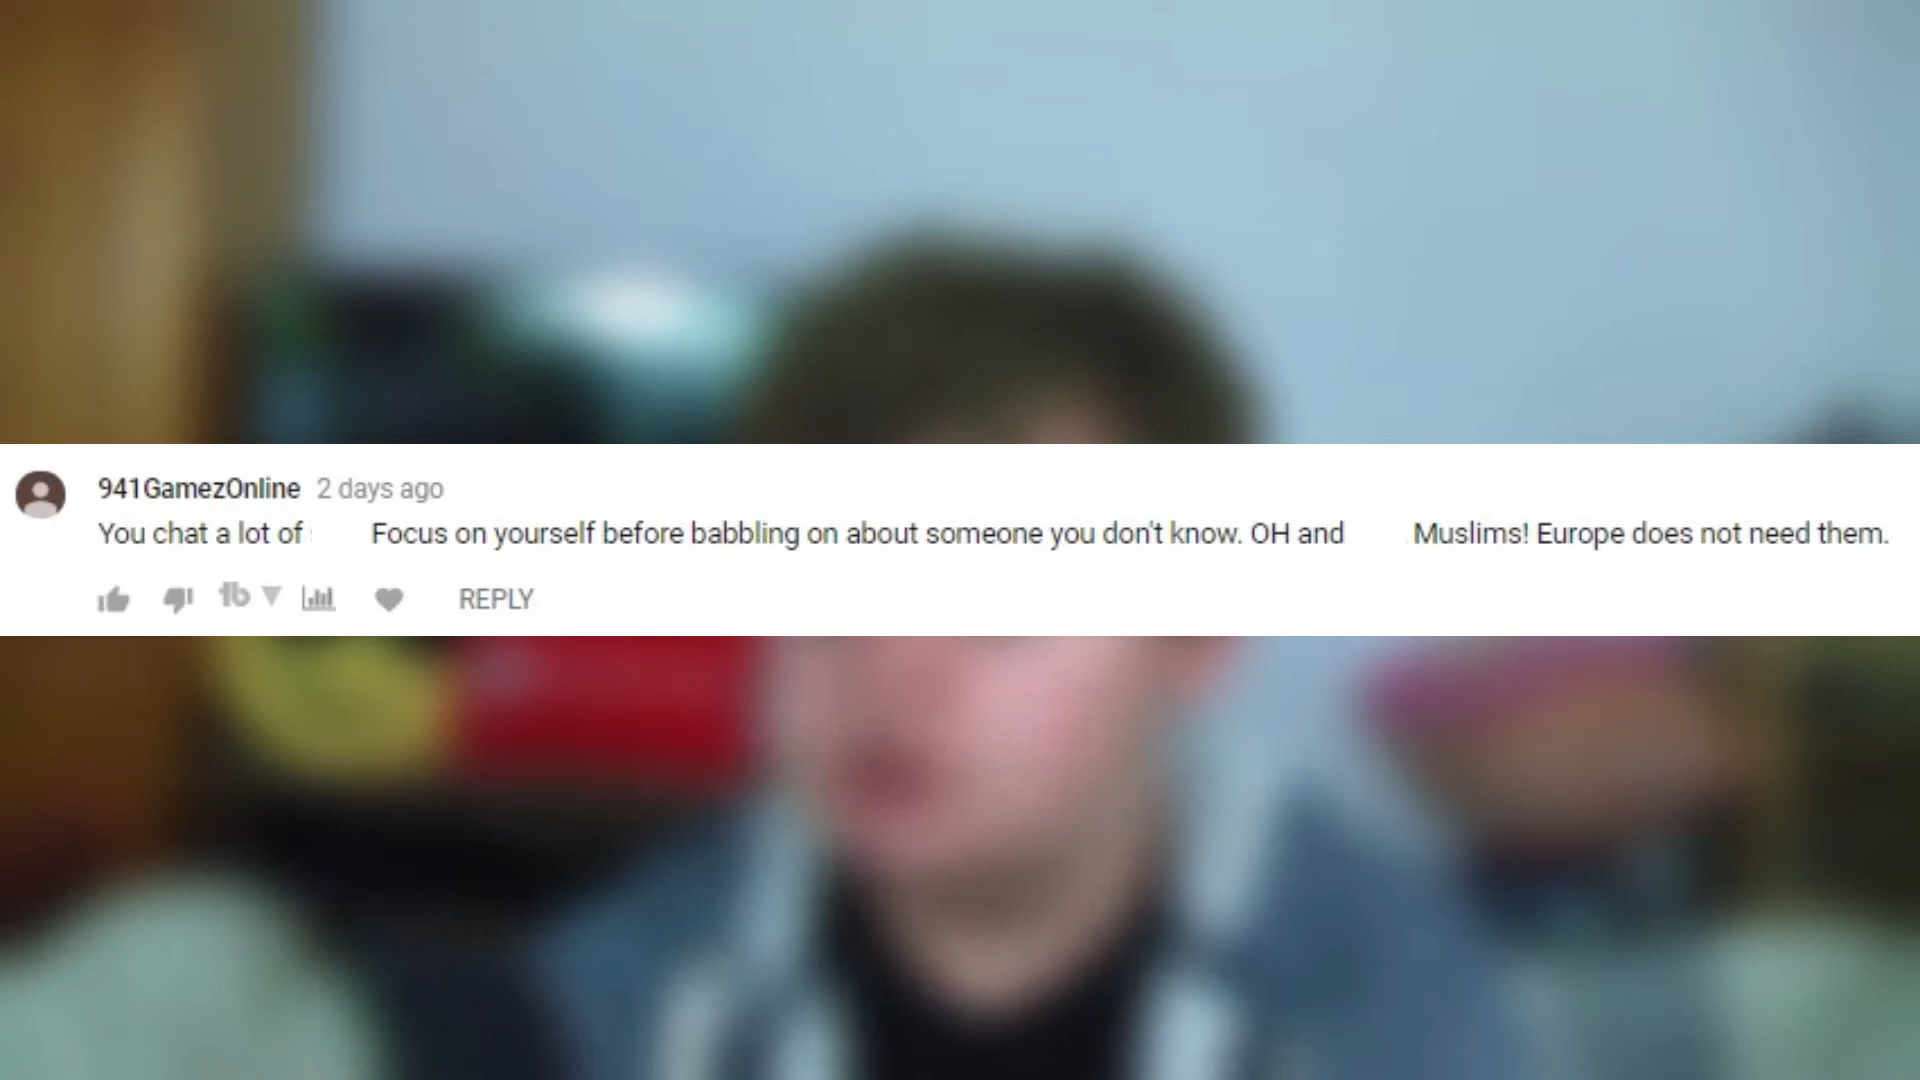 941GamezOnline 2 days ago
You chat a lot of Focus on yourself before babbling on about someone you don't know. OH and Muslims! Europe does not need them.
REPLY